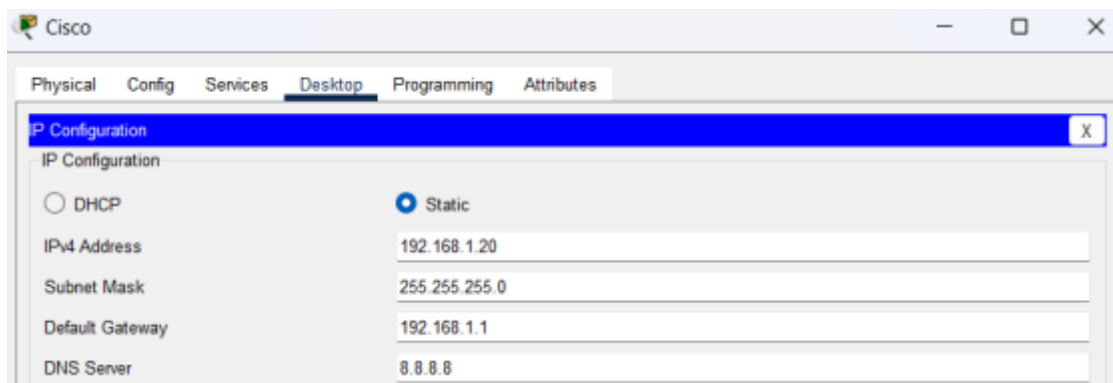 Cisco
Physical Config Services Desktop Programming Attributes
IP Configuration X
IP Configuration
DHCP Static
IPv4 Address 192.168.1.20
Subnet Mask 255.255.255.0
Default Gateway 192.168.1.1
DNS Server 8.8.8.8